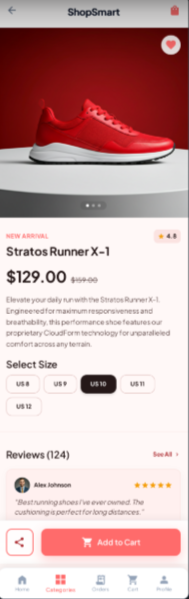 ShopSmart
NEW ARRIVAL
4.8
Stratos Runner X-1
$129.00 $159.00
Elevate your daily run with the Stratos Runner X-1.
Engineered for maximum responsiveness and
breathability, this performance shoe features our
proprietary CloudForm technology for unparalleled
comfort across any terrain.
Select Size
US 8 US 9 US 10 US 11
US 12
Reviews (124) See All
Alex Johnson
"Best running shoes I've ever owned. The
cushioning is perfect for long distances."
Add to Cart
Home Categories Orders Cart Profile